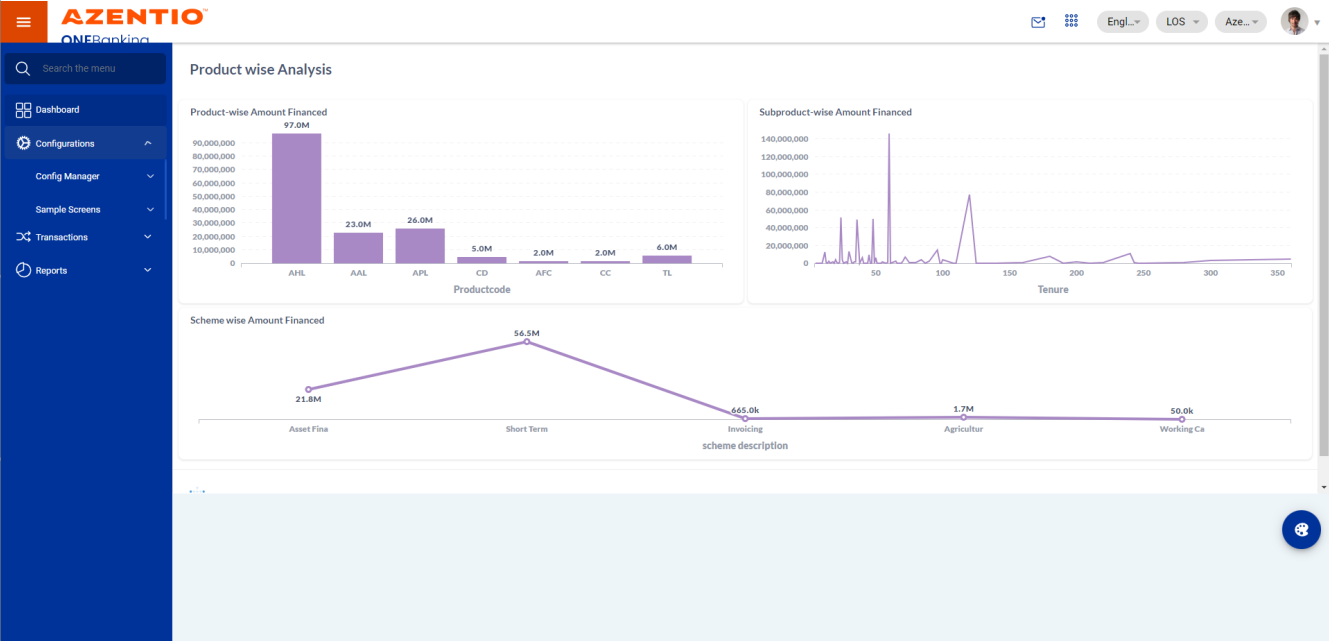 AZENTIO™
ONEBanking
Engl...
LOS
Aze...
Search the menu
Dashboard
Configurations
Config Manager
Sample Screens
Transactions
Reports
Product wise Analysis
Product-wise Amount Financed
97.0M
90,000,000
80,000,000
70,000,000
60,000,000
50,000,000
40,000,000
30,000,000
20,000,000
10,000,000
0
23.0M
26.0M
5.0M
2.0M
2.0M
6.0M
AHL
AAL
APL
CD
AFC
CC
TL
Productcode
Subproduct-wise Amount Financed
140,000,000
120,000,000
100,000,000
80,000,000
60,000,000
40,000,000
20,000,000
0
50
100
150
200
250
300
350
Tenure
Scheme wise Amount Financed
21.8M
56.5M
665.0k
1.7M
50.0k
Asset Fina
Short Term
Invoicing
Agricultur
Working Ca
scheme description